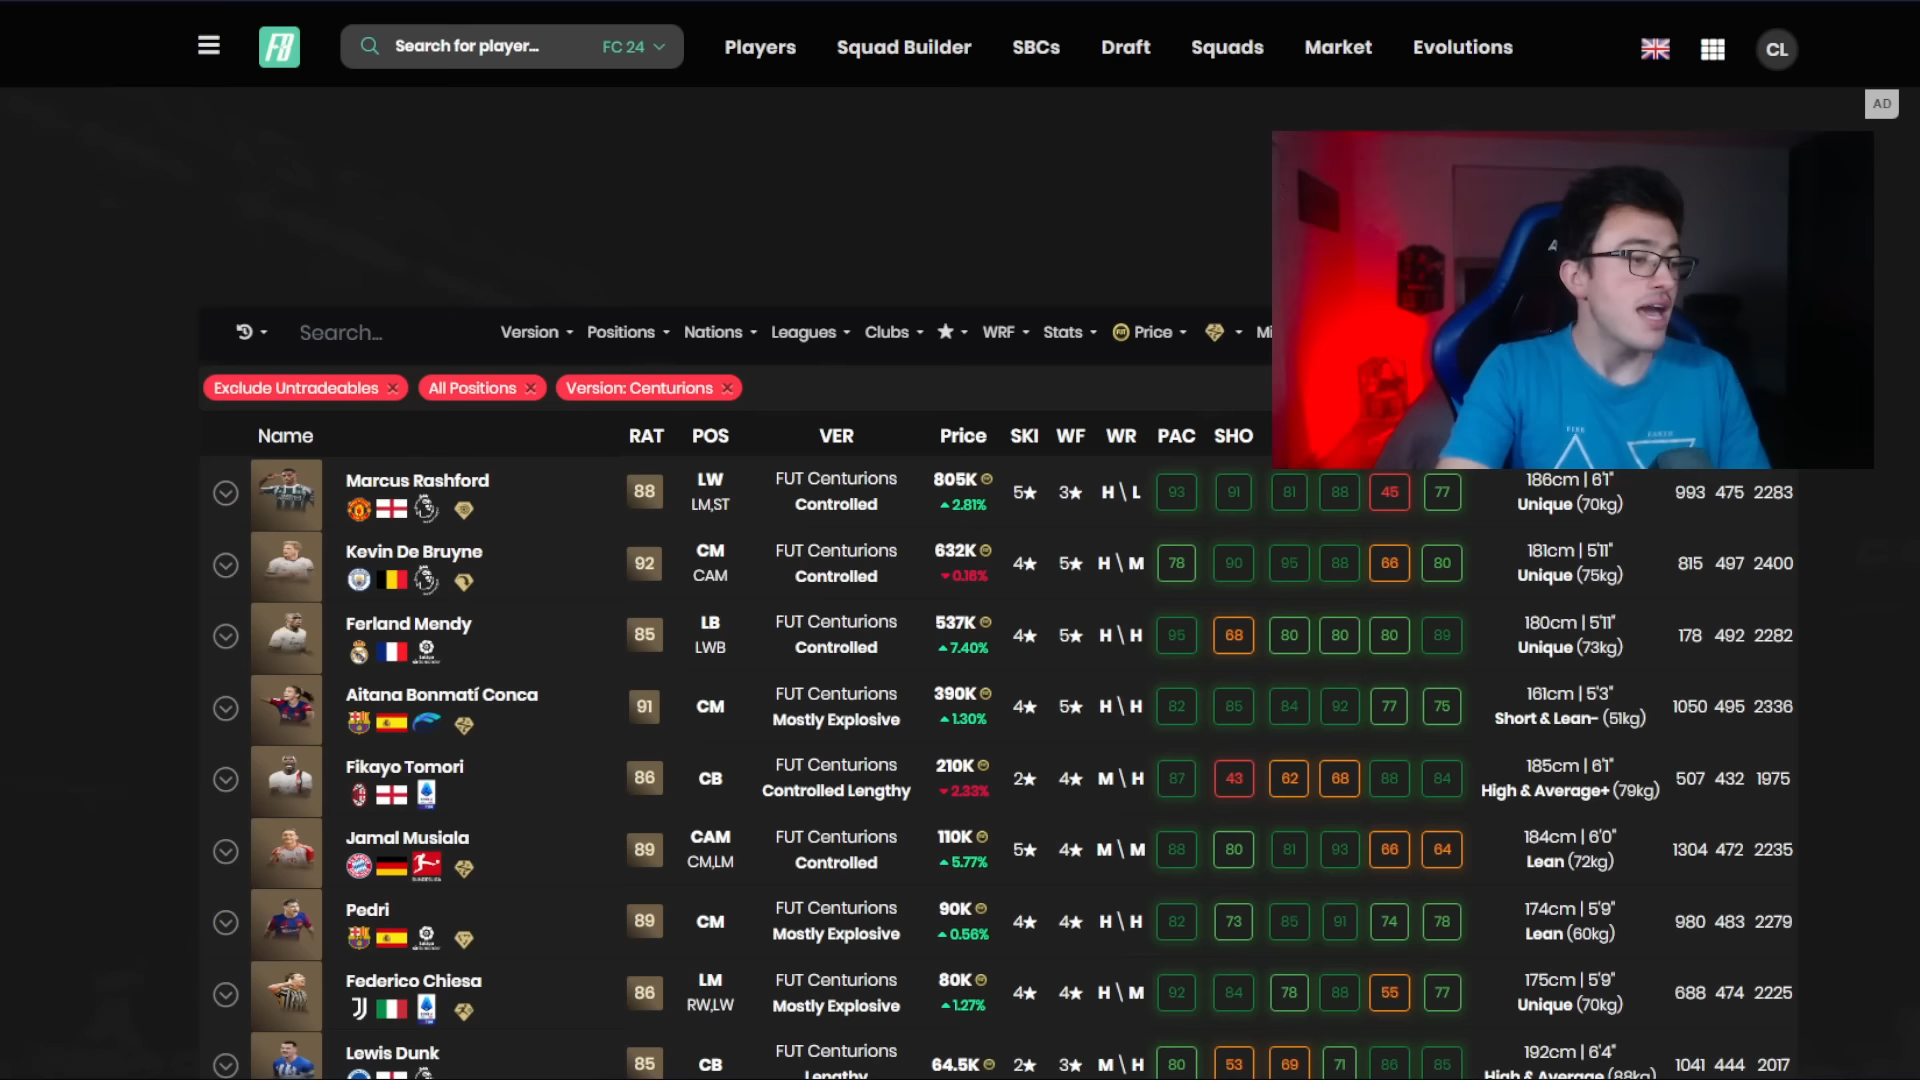 F8 Search for player... FC 24 Players Squad Builder SBCs Draft Squads Market Evolutions CL
AD
Search... Version Positions Nations Leagues Clubs WRF Stats Price Mi
Exclude Untradeables × All Positions × Version: Centurions ×
Name RAT POS VER Price SKI WF WR PAC SHO
Marcus Rashford 88 LW FUT Centurions 805K 5★ 3★ H \ L 93 91 81 88 45 77 186cm | 6'1" 993 475 2283
LM,ST Controlled 2.81% Unique (70kg)
Kevin De Bruyne 92 CM FUT Centurions 632K 4★ 5★ H \ M 78 90 95 88 66 80 181cm | 5'11" 815 497 2400
CAM Controlled 0.16% Unique (75kg)
Ferland Mendy 85 LB FUT Centurions 537K 4★ 5★ H \ H 95 68 80 80 80 89 180cm | 5'11" 178 492 2282
LWB Controlled 7.40% Unique (73kg)
Aitana Bonmatí Conca 91 CM FUT Centurions 390K 4★ 5★ H \ H 82 85 84 92 77 75 161cm | 5'3" 1050 495 2336
Mostly Explosive 1.30% Short & Lean- (51kg)
Fikayo Tomori 86 CB FUT Centurions 210K 2★ 4★ M \ H 87 43 62 68 88 84 185cm | 6'1" 507 432 1975
Controlled Lengthy 2.33% High & Average+ (79kg)
Jamal Musiala 89 CAM FUT Centurions 110K 5★ 4★ M \ M 88 80 81 93 66 64 184cm | 6'0" 1304 472 2235
CM,LM Controlled 5.77% Lean (72kg)
Pedri 89 CM FUT Centurions 90K 4★ 4★ H \ H 82 73 85 91 74 78 174cm | 5'9" 980 483 2279
Mostly Explosive 0.56% Lean (60kg)
Federico Chiesa 86 LM FUT Centurions 80K 4★ 4★ H \ M 92 84 78 88 55 77 175cm | 5'9" 688 474 2225
RW,LW Mostly Explosive 1.27% Unique (70kg)
Lewis Dunk 85 CB FUT Centurions 64.5K 2★ 3★ M \ H 80 53 69 71 86 85 192cm | 6'4" 1041 444 2017
Lengthy High & Average (88kg)